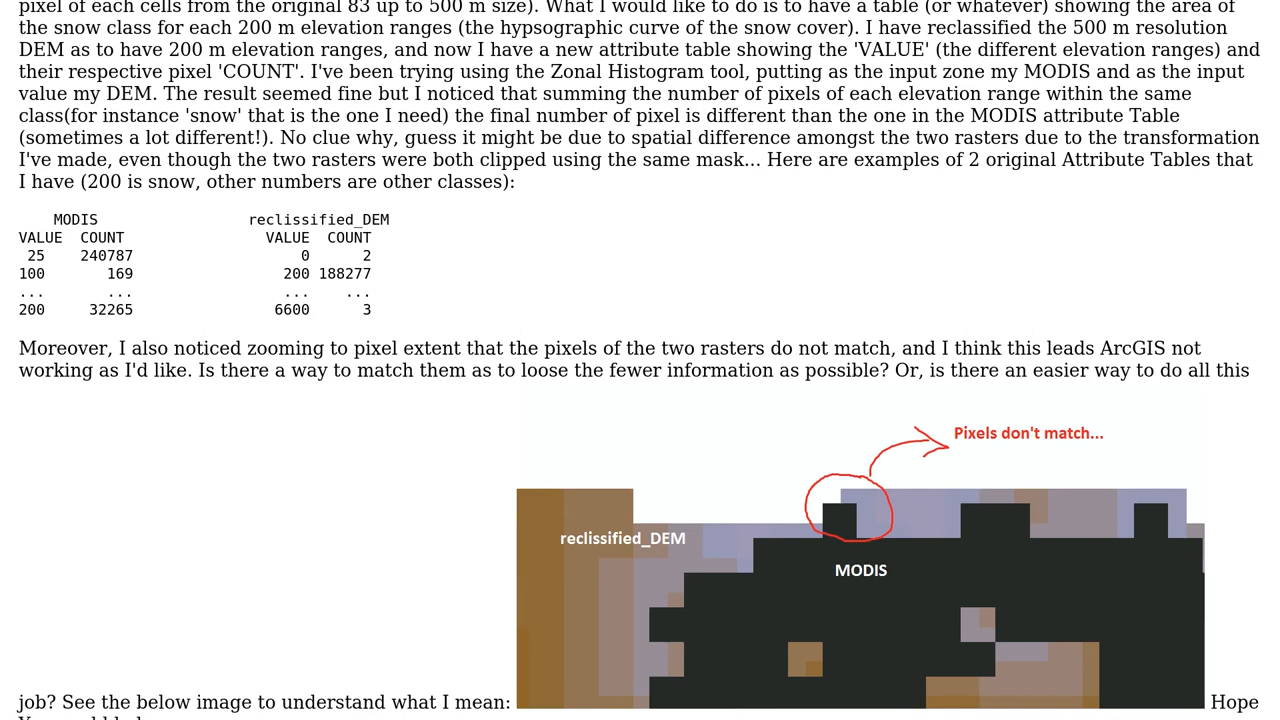 pixel of each cells from the original 83 up to 500 m size). What I would like to do is to have a table (or whatever) showing the area of
the snow class for each 200 m elevation ranges (the hypsographic curve of the snow cover). I have reclassified the 500 m resolution
DEM as to have 200 m elevation ranges, and now I have a new attribute table showing the 'VALUE' (the different elevation ranges) and
their respective pixel 'COUNT'. I've been trying using the Zonal Histogram tool, putting as the input zone my MODIS and as the input
value my DEM. The result seemed fine but I noticed that summing the number of pixels of each elevation range within the same
class(for instance 'snow' that is the one I need) the final number of pixel is different than the one in the MODIS attribute Table
(sometimes a lot different!). No clue why, guess it might be due to spatial difference amongst the two rasters due to the transformation
I've made, even though the two rasters were both clipped using the same mask... Here are examples of 2 original Attribute Tables that
I have (200 is snow, other numbers are other classes):
MODIS reclissified_DEM
VALUE COUNT VALUE COUNT
25 240787 0 2
100 169 200 188277
... ... ... ...
200 32265 6600 3
Moreover, I also noticed zooming to pixel extent that the pixels of the two rasters do not match, and I think this leads ArcGIS not
working as I'd like. Is there a way to match them as to loose the fewer information as possible? Or, is there an easier way to do all this
Pixels don't match...
reclissified_DEM
MODIS
job? See the below image to understand what I mean: Hope